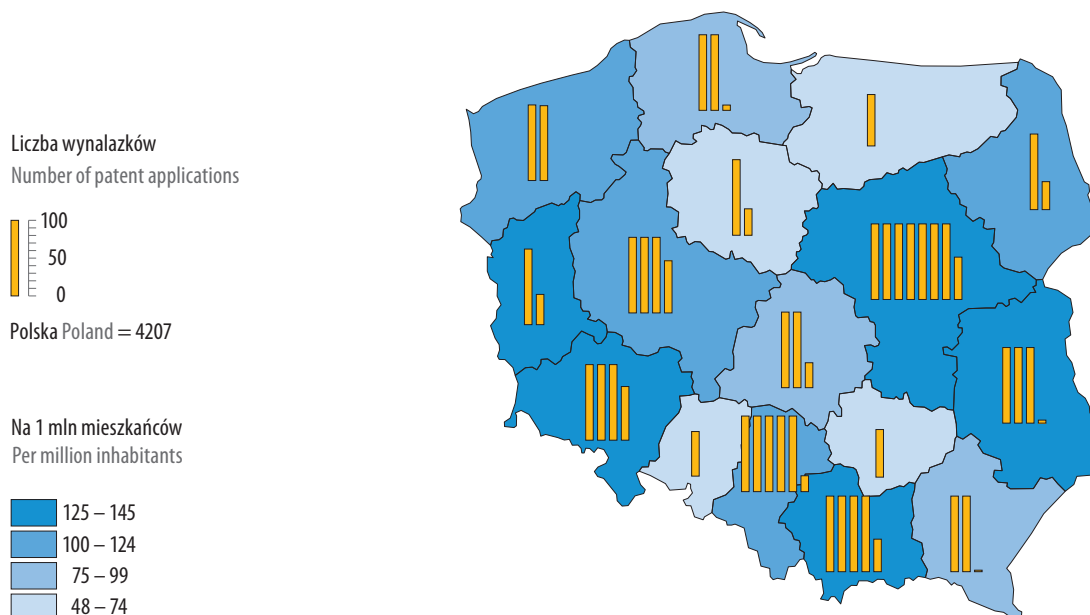 Liczba wynalazków
Number of patent applications
100
50
0
Polska Poland = 4207
Na 1 mln mieszkańców
Per million inhabitants
125 – 145
100 – 124
75 – 99
48 – 74